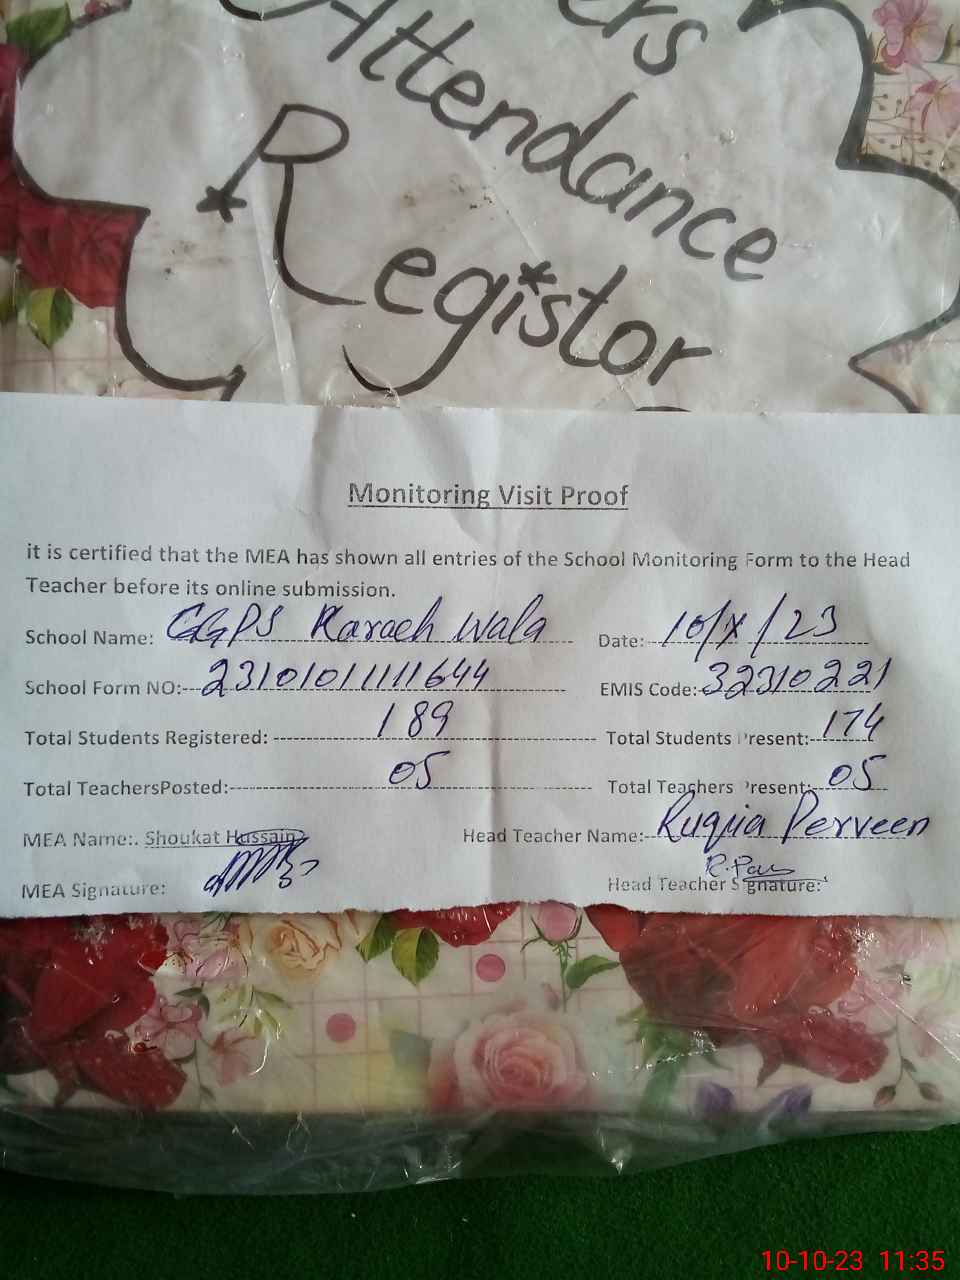 ers
Attendance
Registor
Monitoring Visit Proof
it is certified that the MEA has shown all entries of the School Monitoring Form to the Head
Teacher before its online submission.
School Name: GGPS Karach wala Date: 10/X/23
School Form NO: 23101011111644 EMIS Code: 32310221
Total Students Registered: 189 Total Students Present: 174
Total TeachersPosted: 05 Total Teachers Present: 05
MEA Name:. Shoukat Hussain Head Teacher Name: Ruqiia Perveen
MEA Signature: Head Teacher Signature:
10-10-23 11:35